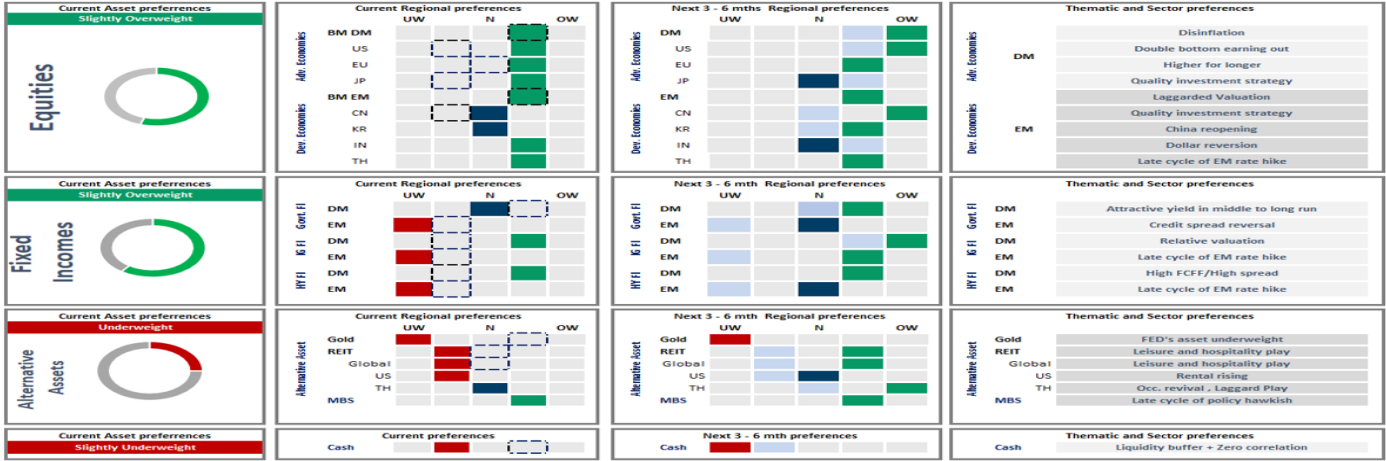 Current Asset preferrences
Slightly Overweight
Equities
Current Regional preferences
UW N OW
Adv. Economies
BM DM
US
EU
JP
Dev. Economies
BM EM
CN
KR
IN
TH
Next 3 - 6 mths Regional preferences
UW N OW
Adv. Economies
DM
US
EU
JP
Dev. Economies
EM
CN
KR
IN
TH
Thematic and Sector preferences
Adv. Economies
DM
Disinflation
Double bottom earning out
Higher for longer
Quality investment strategy
Dev. Economies
EM
Laggarded Valuation
Quality investment strategy
China reopening
Dollar reversion
Late cycle of EM rate hike
Current Asset preferrences
Slightly Overweight
Fixed
Incomes
Current Regional preferences
UW N OW
Govt. FI
DM
EM
IG FI
DM
EM
HY FI
DM
EM
Next 3 - 6 mth Regional preferences
UW N OW
Govt. FI
DM
EM
IG FI
DM
EM
HY FI
DM
EM
Thematic and Sector preferences
Govt. FI
DM Attractive yield in middle to long run
EM Credit spread reversal
IG FI
DM Relative valuation
EM Late cycle of EM rate hike
HY FI
DM High FCFF/High spread
EM Late cycle of EM rate hike
Current Asset preferrences
Underweight
Alternative
Assets
Current Regional preferences
UW N OW
Alternative Asset
Gold
REIT
Global
US
TH
MBS
Next 3 - 6 mth Regional preferences
UW N OW
Alternative Asset
Gold
REIT
Global
US
TH
MBS
Thematic and Sector preferences
Alternative Asset
Gold FED's asset underweight
REIT Leisure and hospitality play
Global Leisure and hospitality play
US Rental rising
TH Occ. revival , Laggard Play
MBS Late cycle of policy hawkish
Current Asset preferrences
Slightly Underweight
Current preferences
Cash
Next 3 - 6 mth preferences
Cash
Thematic and Sector preferences
Cash Liquidity buffer + Zero correlation